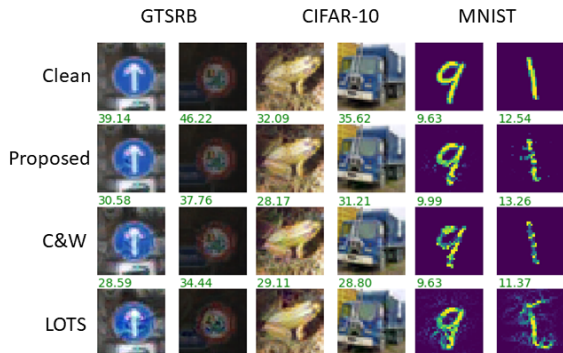 GTSRB CIFAR-10 MNIST
Clean
39.14 46.22 32.09 35.62 9.63 12.54
Proposed
30.58 37.76 28.17 31.21 9.99 13.26
C&W
28.59 34.44 29.11 28.80 9.63 11.37
LOTS